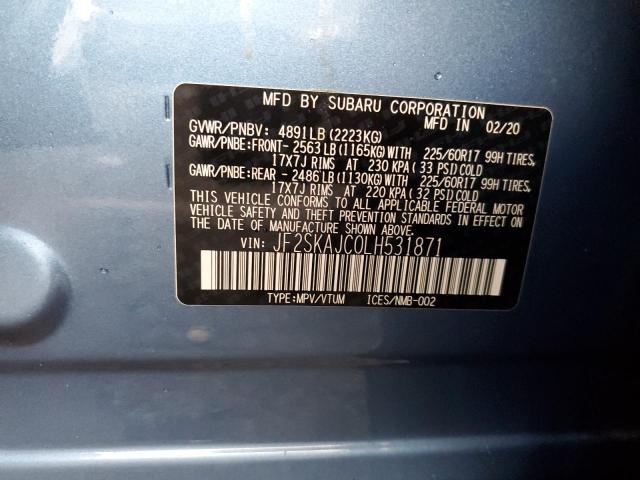 MFD BY SUBARU CORPORATION
MFD IN 02/20
GVWR/PNBV: 4891LB(2223KG)
GAWR/PNBE:FRONT- 2563LB(1165KG)WITH 225/60R17 99H TIRES,
17X7J RIMS AT 230 KPA( 33 PSI)COLD
GAWR/PNBE:REAR - 2486LB(1130KG)WITH 225/60R17 99H TIRES,
17X7J RIMS AT 220 KPA( 32 PSI)COLD
THIS VEHICLE CONFORMS TO ALL APPLICABLE FEDERAL MOTOR
VEHICLE SAFETY AND THEFT PREVENTION STANDARDS IN EFFECT ON
THE DATE OF MANUFACTURE SHOWN ABOVE.
VIN: JF2SKAJC0LH531871
TYPE:MPV/VTUM ICES/NMB-002